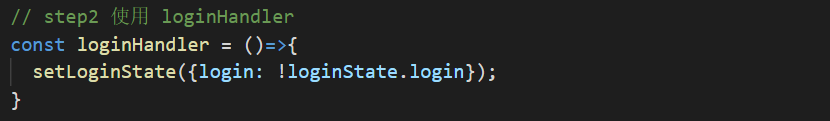 // step2 使用 loginHandler
const loginHandler = ()=>{
  setLoginState({login: !loginState.login});
}